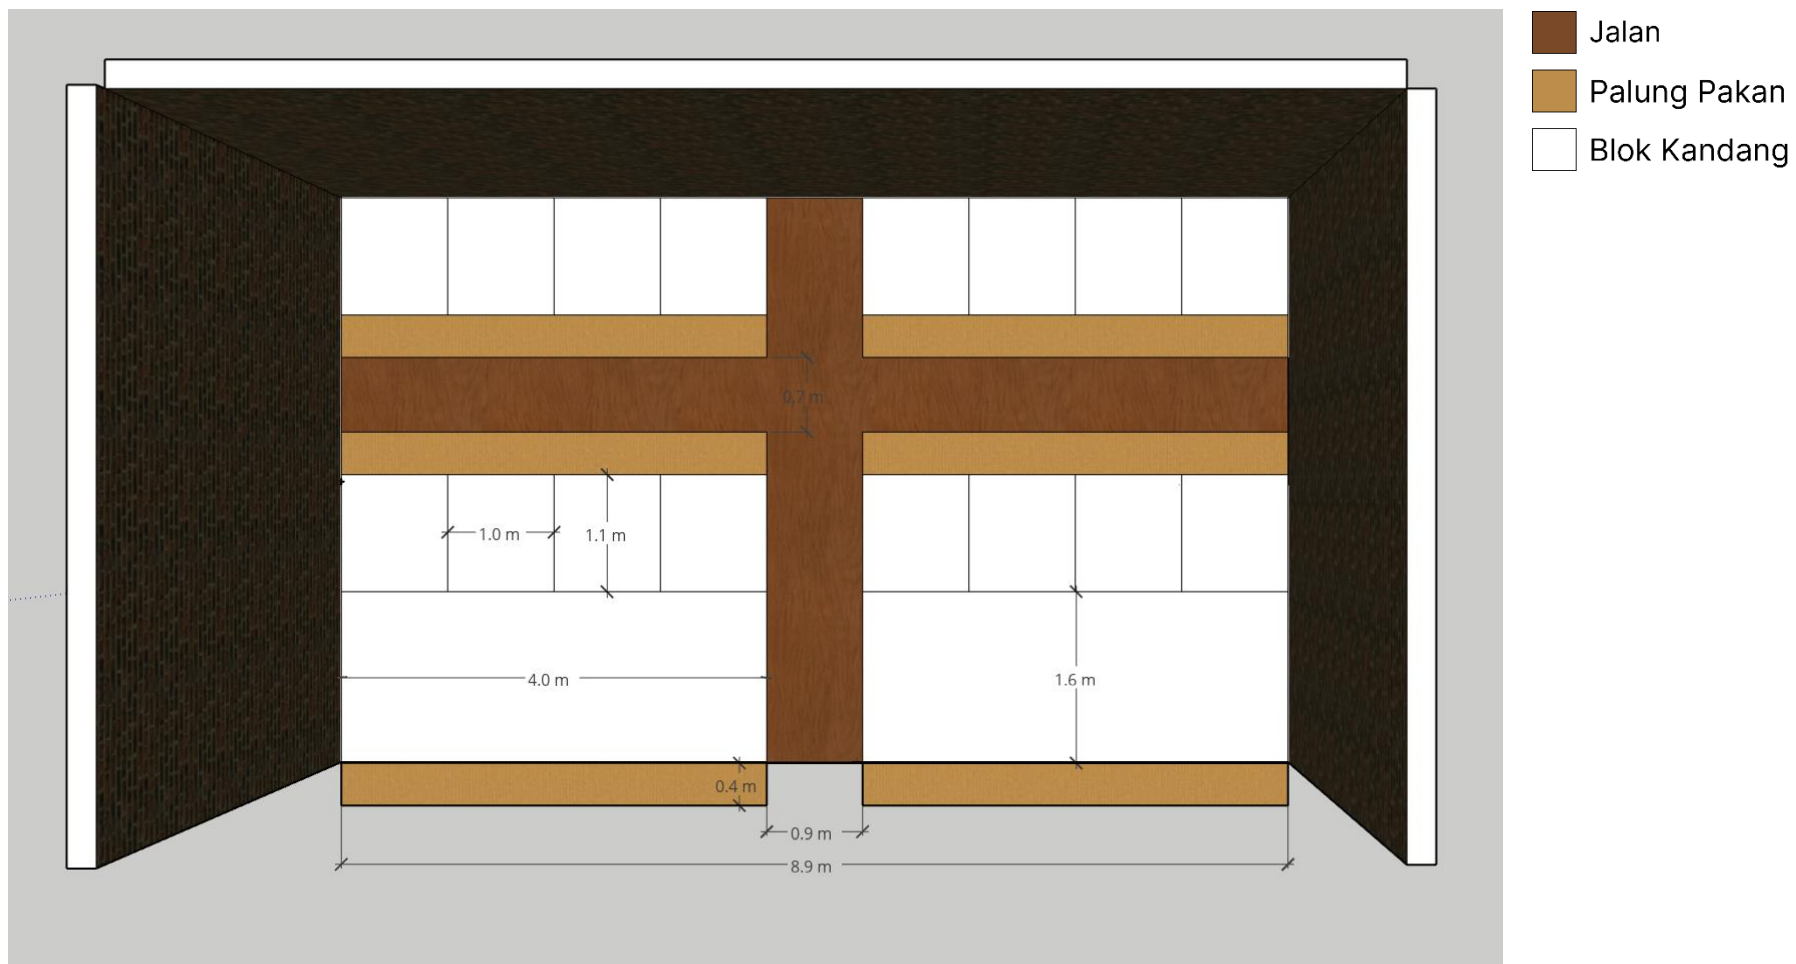 Jalan
Palung Pakan
Blok Kandang
0.7 m
1.0 m
1.1 m
4.0 m
1.6 m
0.4 m
0.9 m
8.9 m